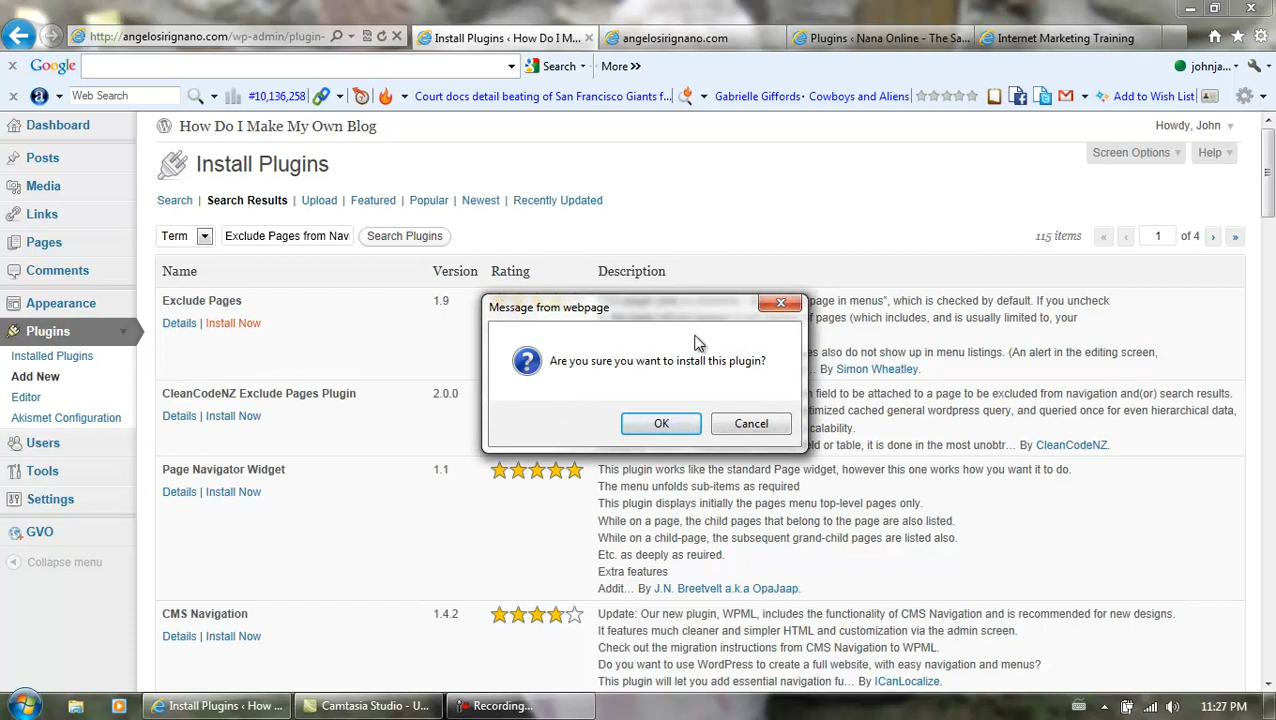 http://angelosirignano.com/wp-admin/plugin-
Install Plugins ‹ How Do I M...
angelosirignano.com
Plugins ‹ Nana Online - The Sa...
Internet Marketing Training
Google
Search
More »
johnja...
Web Search
#10,136,258
Court docs detail beating of San Francisco Giants f...
Gabrielle Giffords· Cowboys and Aliens
Add to Wish List
Dashboard
Posts
Media
Links
Pages
Comments
Appearance
Plugins
Installed Plugins
Add New
Editor
Akismet Configuration
Users
Tools
Settings
GVO
Collapse menu
How Do I Make My Own Blog
Howdy, John
Install Plugins
Screen Options
Help
Search | Search Results | Upload | Featured | Popular | Newest | Recently Updated
Term
Exclude Pages from Nav
Search Plugins
115 items
«
‹
1
of 4
›
»
Name
Version
Rating
Description
Exclude Pages
1.9
page in menus”, which is checked by default. If you uncheck
Details | Install Now
of pages (which includes, and is usually limited to, your
also do not show up in menu listings. (An alert in the editing screen,
By Simon Wheatley.
CleanCodeNZ Exclude Pages Plugin
2.0.0
field to be attached to a page to be excluded from navigation and(or) search results.
Details | Install Now
cached general wordpress query, and queried once for even hierarchical data,
field or table, it is done in the most unobtr… By CleanCodeNZ.
Message from webpage
Are you sure you want to install this plugin?
OK
Cancel
Page Navigator Widget
1.1
This plugin works like the standard Page widget, however this one works how you want it to do.
Details | Install Now
The menu unfolds sub-items as required
This plugin displays initially the pages menu top-level pages only.
While on a page, the child pages that belong to the page are also listed.
While on a child-page, the subsequent grand-child pages are listed also.
Etc. as deeply as reuired.
Extra features
Addit… By J.N. Breetvelt a.k.a OpaJaap.
CMS Navigation
1.4.2
Update: Our new plugin, WPML, includes the functionality of CMS Navigation and is recommended for new designs.
Details | Install Now
It features much cleaner and simpler HTML and customization via the admin screen.
Check out the migration instructions from CMS Navigation to WPML.
Do you want to use WordPress to create a full website, with easy navigation and menus?
This plugin will let you add essential navigation fu… By ICanLocalize.
Install Plugins ‹ How ...
Camtasia Studio - U...
Recording...
11:27 PM